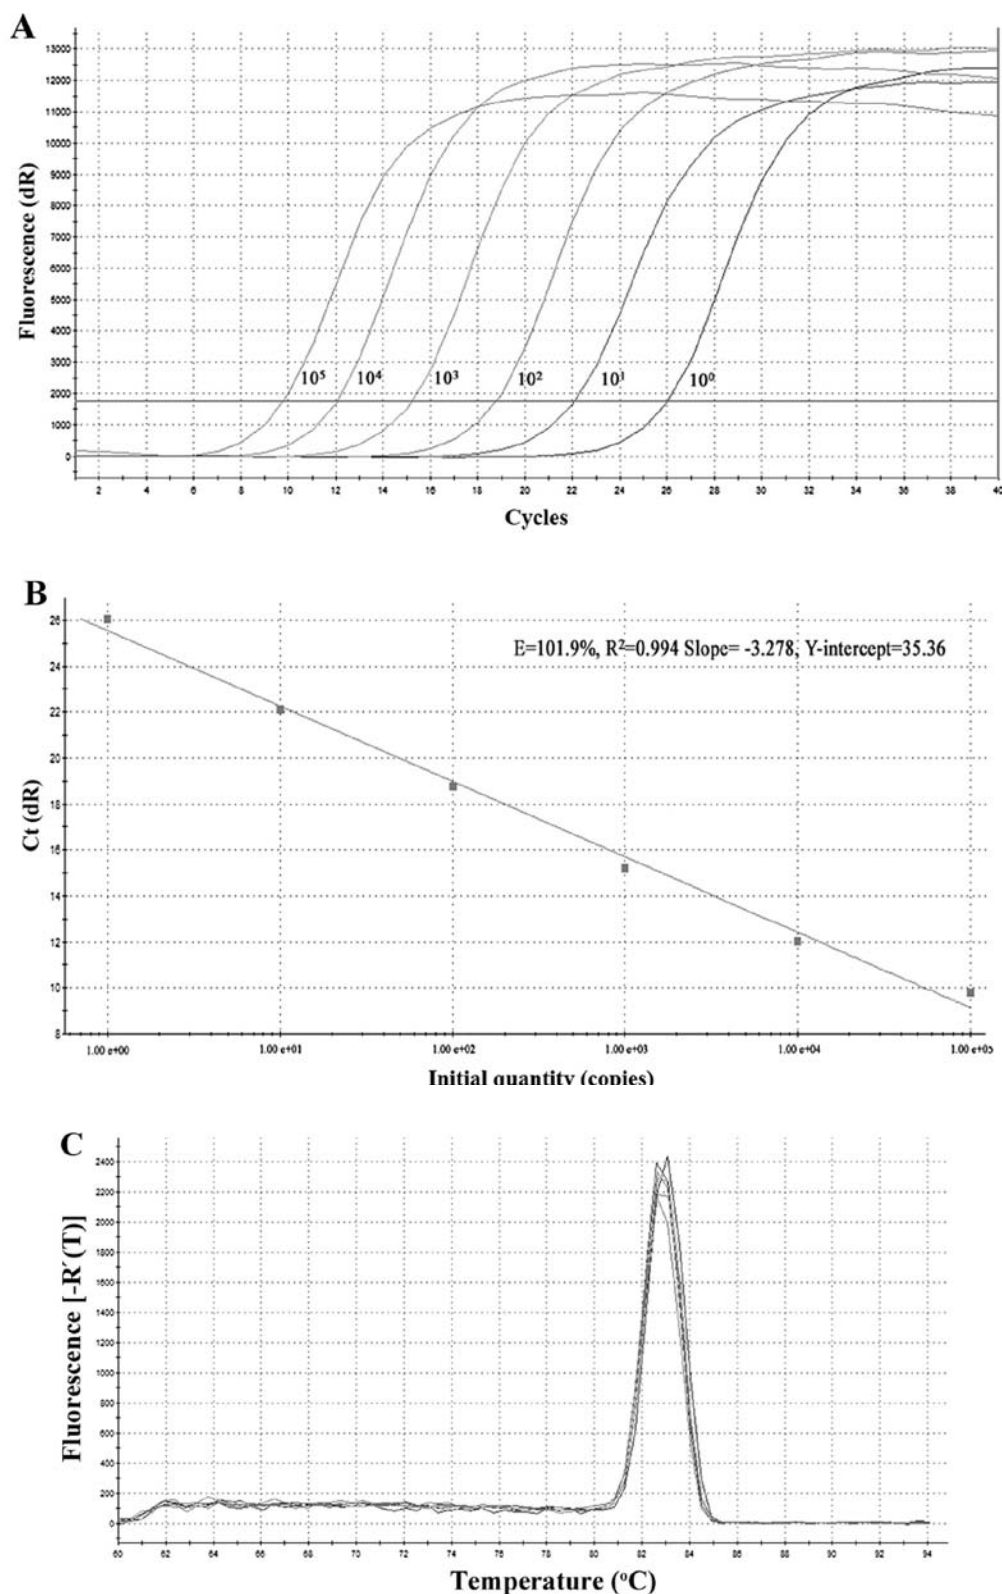 A
13000
12000
11000
10000
9000
8000
7000
6000
5000
4000
3000
2000
1000
0
Fluorescence (dR)
10⁵ 10⁴ 10³ 10² 10¹ 10⁰
2 4 6 8 10 12 14 16 18 20 22 24 26 28 30 32 34 36 38 40
Cycles
B
26
24
22
20
18
16
14
12
10
8
Ct (dR)
E=101.9%, R²=0.994 Slope= -3.278, Y-intercept=35.36
1.00 e+00 1.00 e+01 1.00 e+02 1.00 e+03 1.00 e+04 1.00 e+05
Initial quantity (copies)
C
2400
2200
2000
1800
1600
1400
1200
1000
800
600
400
200
0
Fluorescence [-R´(T)]
60 62 64 66 68 70 72 74 76 78 80 82 84 86 88 90 92 94
Temperature (°C)